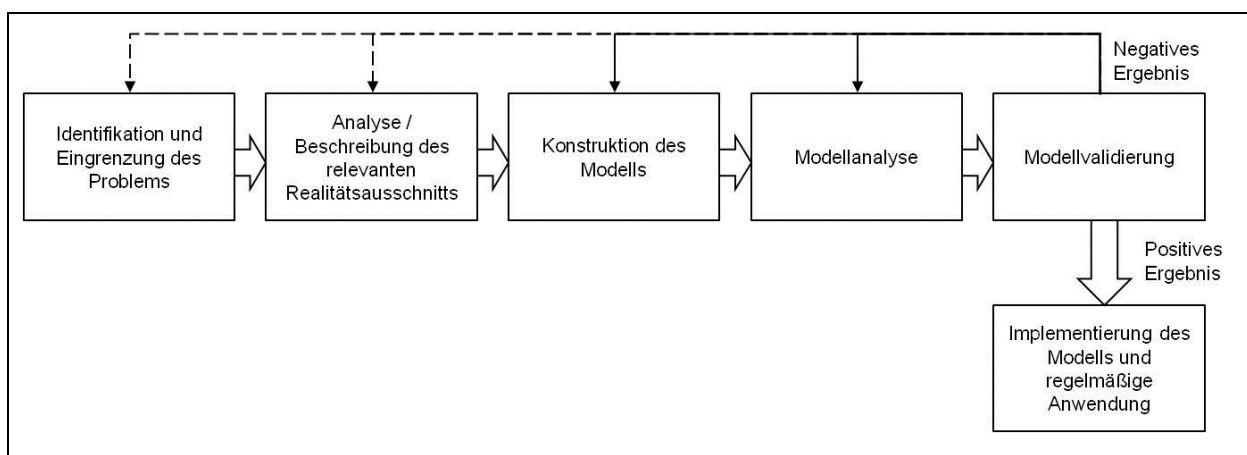 Negatives
Ergebnis
Identifikation und
Eingrenzung des
Problems
Analyse /
Beschreibung des
relevanten
Realitätsausschnitts
Konstruktion des
Modells
Modellanalyse
Modellvalidierung
Positives
Ergebnis
Implementierung des
Modells und
regelmäßige
Anwendung